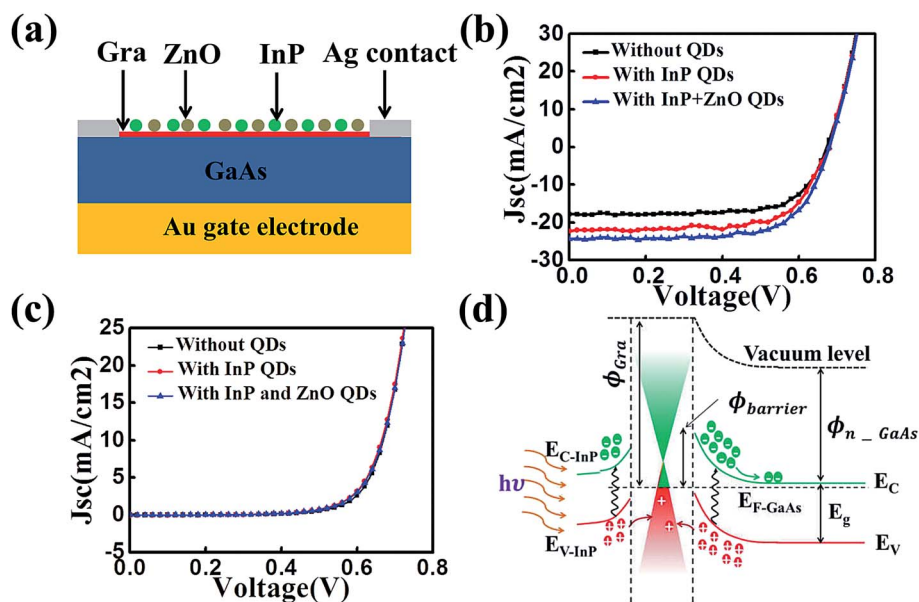 (a)
Gra ZnO InP Ag contact
GaAs
Au gate electrode
(b)
30
20
10
0
-10
-20
-30
Jsc(mA/cm2)
Without QDs
With InP QDs
With InP+ZnO QDs
0.0 0.2 0.4 0.6 0.8
Voltage(V)
(c)
25
20
15
10
5
0
5
Jsc(mA/cm2)
Without QDs
With InP QDs
With InP and ZnO QDs
0.0 0.2 0.4 0.6 0.8
Voltage(V)
(d)
ϕGra
Vacuum level
ϕbarrier
ϕn_GaAs
EC-InP
hυ
EC
EF-GaAs
Eg
EV-InP
EV